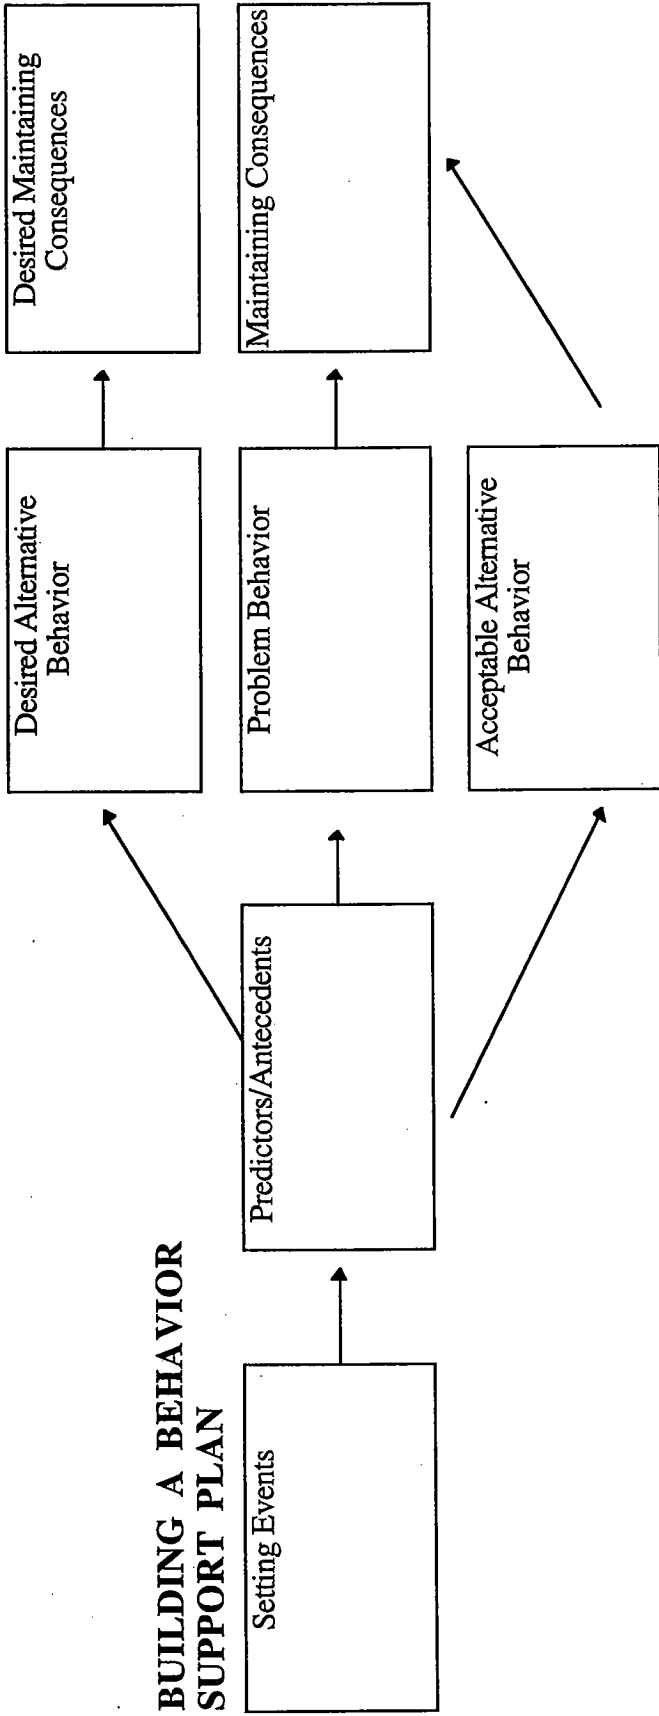 BUILDING A BEHAVIOR
SUPPORT PLAN
Setting Events
Predictors/Antecedents
Desired Alternative
Behavior
Desired Maintaining
Consequences
Problem Behavior
Maintaining Consequences
Acceptable Alternative
Behavior